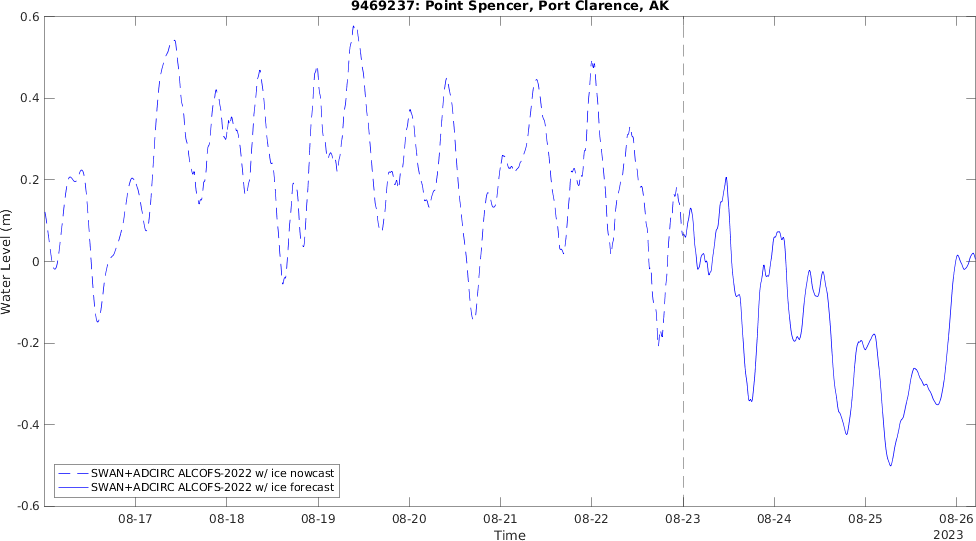 9469237: Point Spencer, Port Clarence, AK
0.6
0.4
0.2
0
-0.2
-0.4
-0.6
Water Level (m)
SWAN+ADCIRC ALCOFS-2022 w/ ice nowcast
SWAN+ADCIRC ALCOFS-2022 w/ ice forecast
08-17 08-18 08-19 08-20 08-21 08-22 08-23 08-24 08-25 08-26
Time
2023